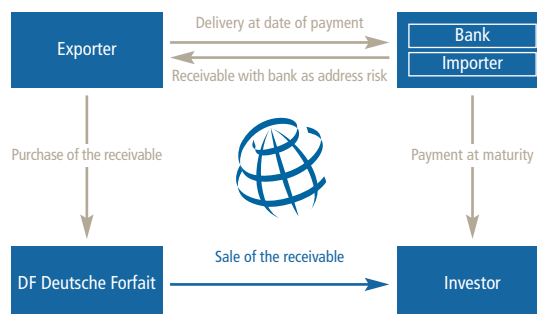 Delivery at date of payment
Exporter
Bank
Importer
Receivable with bank as address risk
Purchase of the receivable
Payment at maturity
Sale of the receivable
DF Deutsche Forfait
Investor